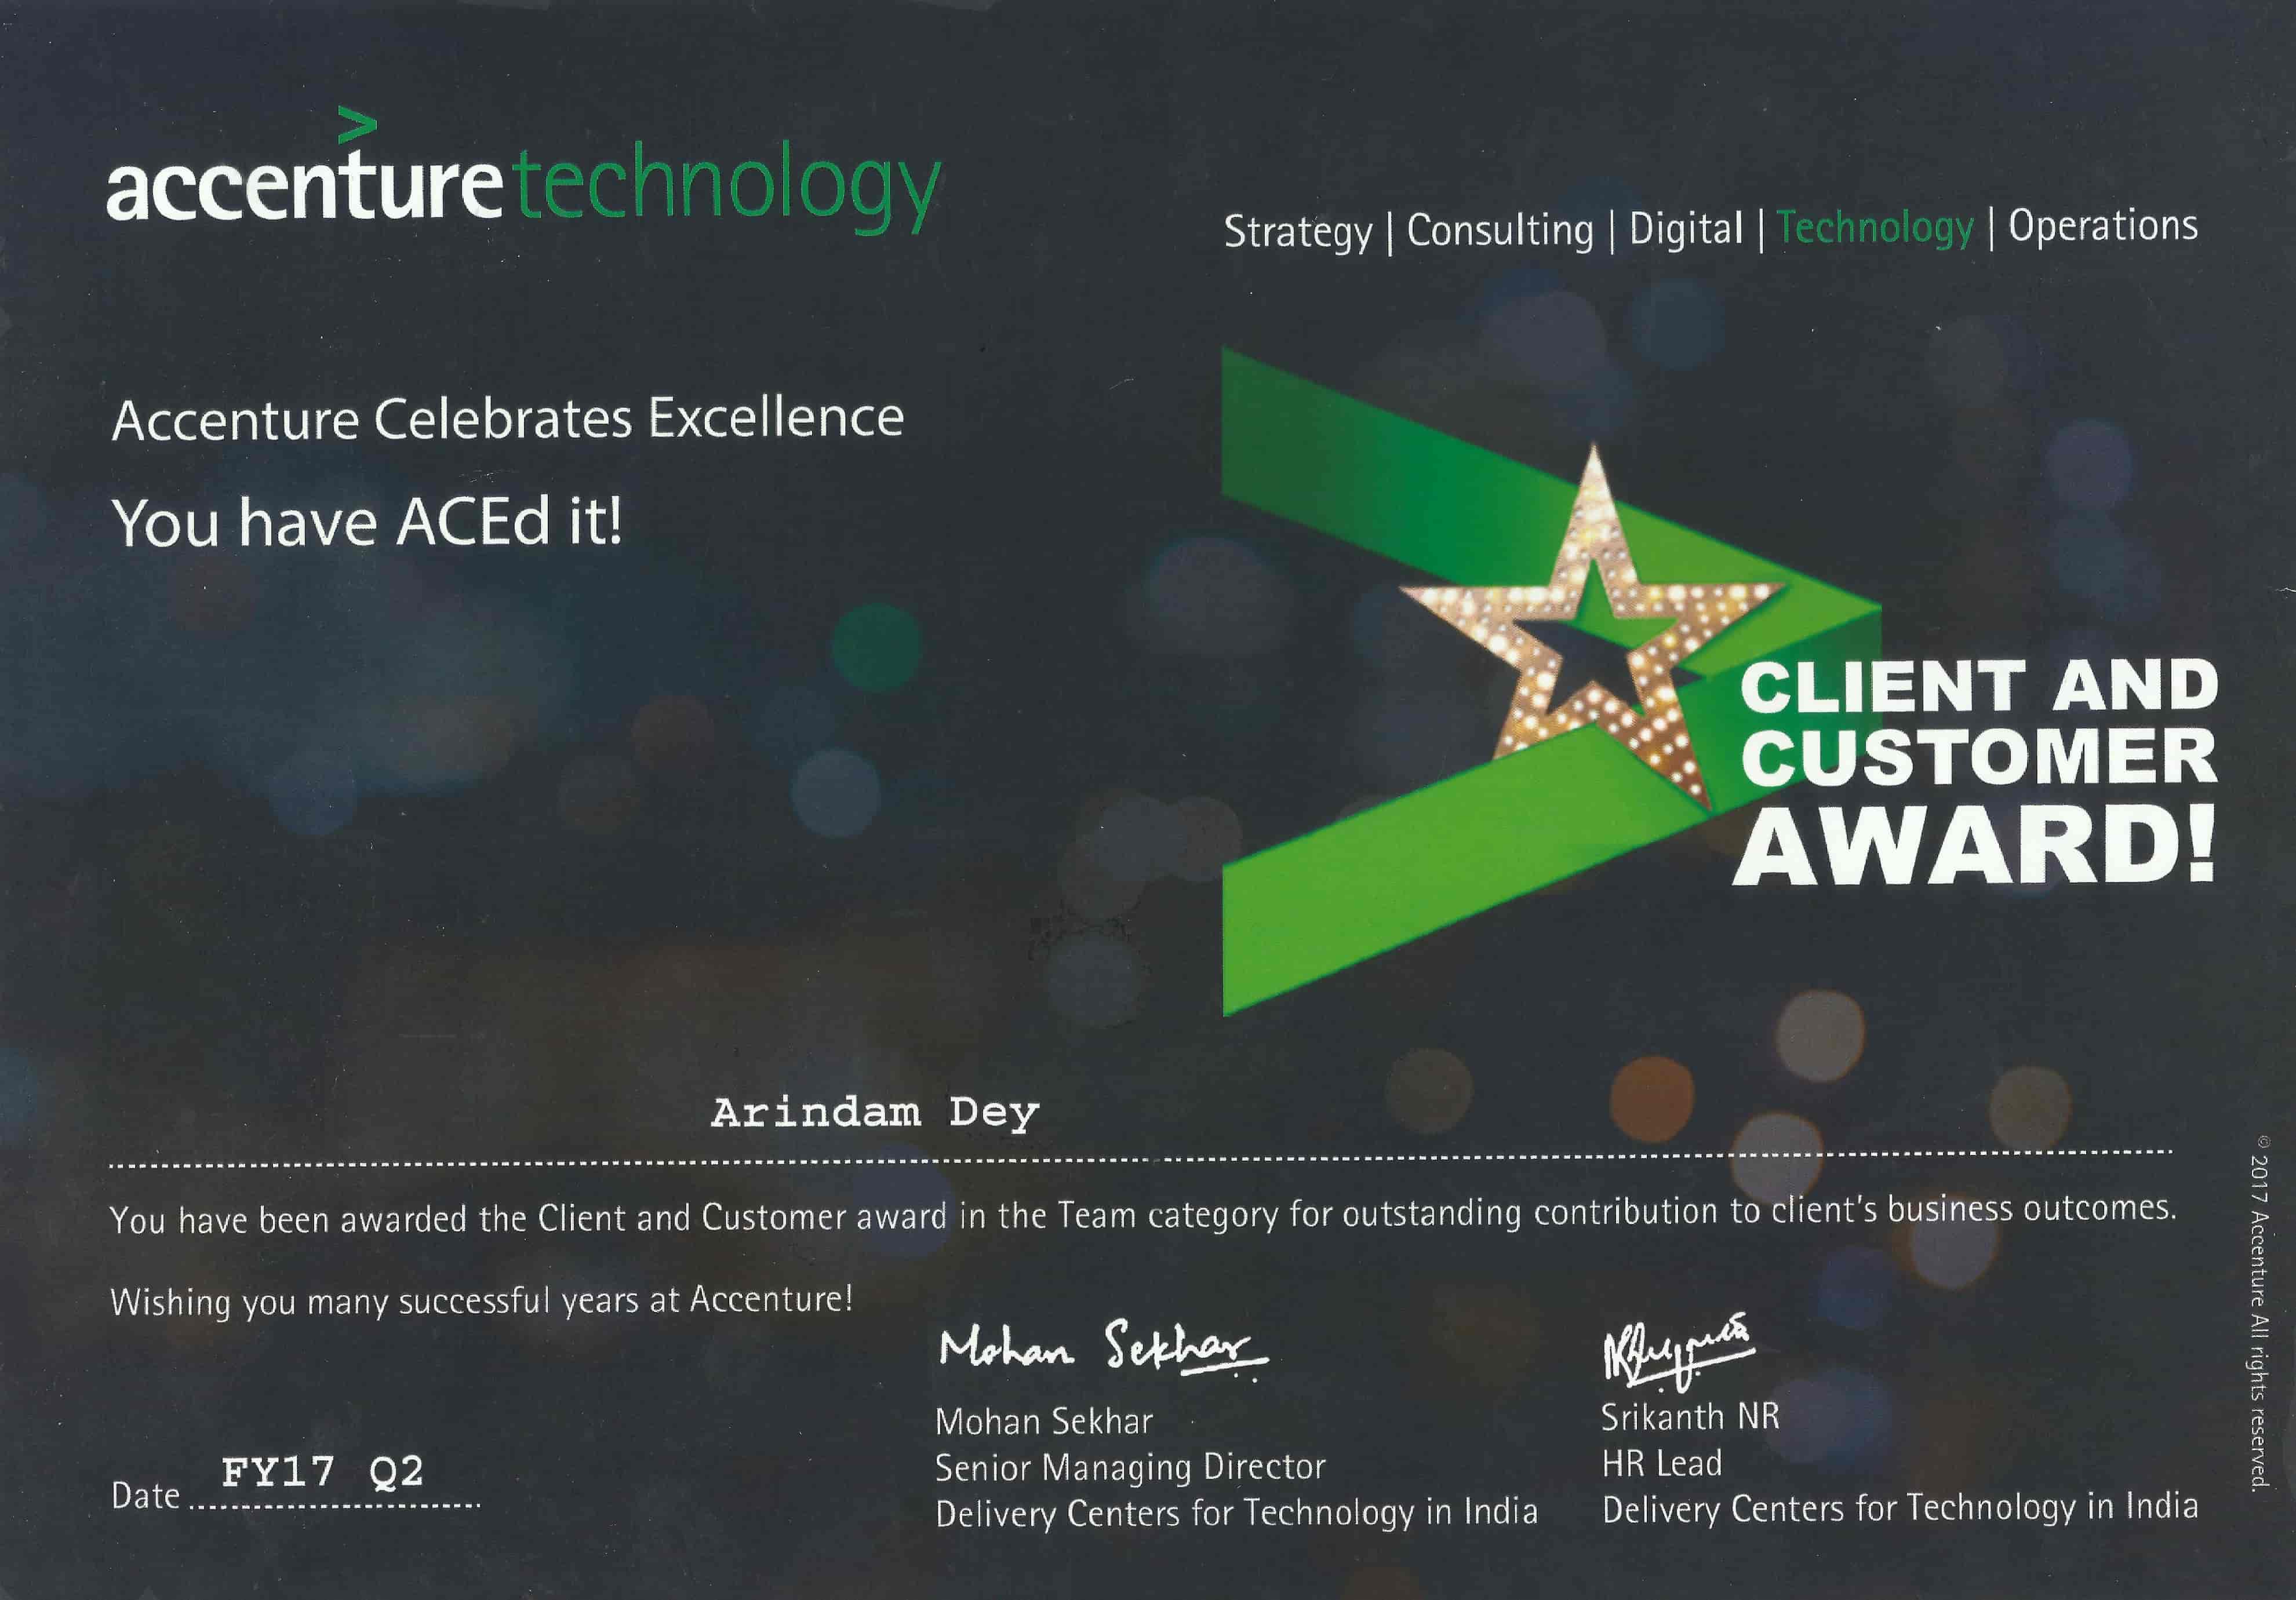 accenturetechnology
Strategy | Consulting | Digital | Technology | Operations
Accenture Celebrates Excellence
You have ACEd it!
CLIENT AND
CUSTOMER
AWARD!
Arindam Dey
You have been awarded the Client and Customer award in the Team category for outstanding contribution to client's business outcomes.
Wishing you many successful years at Accenture!
Mohan Sekhar
Mohan Sekhar
Senior Managing Director
Delivery Centers for Technology in India
Srikanth NR
HR Lead
Delivery Centers for Technology in India
Date FY17 Q2
© 2017 Accenture All rights reserved.